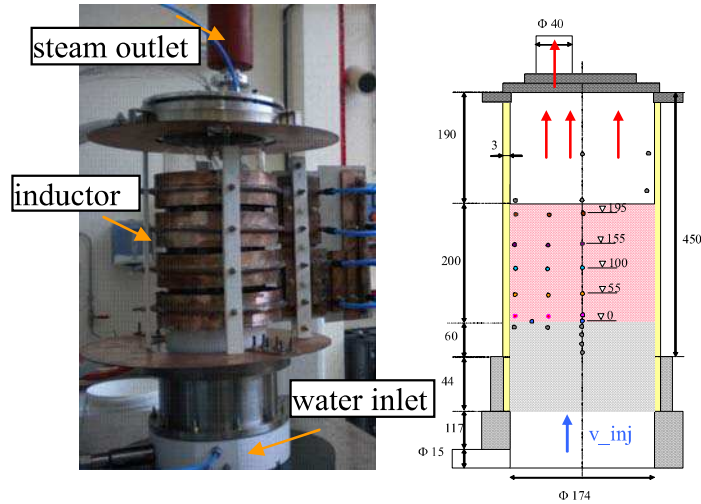 steam outlet
inductor
water inlet
Φ 40
190
3
▽195
▽155
200
▽100
450
▽55
▽0
60
44
117
v_inj
Φ 15
Φ 174